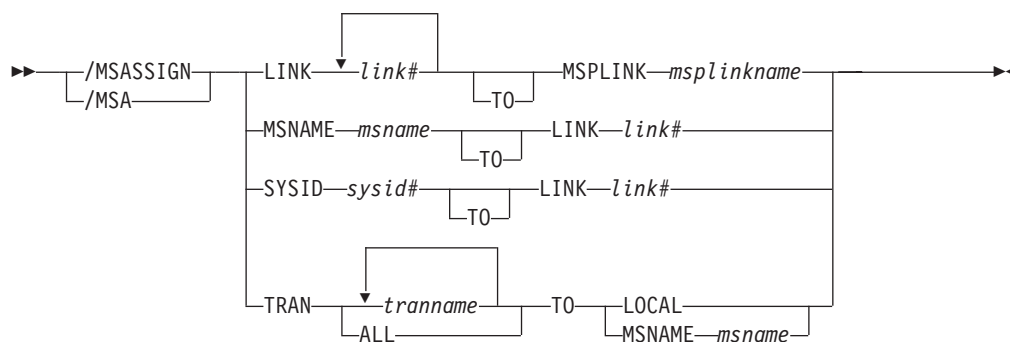 /MSASSIGN LINK link# TO MSPLINK msplinkname
/MSA
MSNAME msname TO LINK link#
SYSID sysid# TO LINK link#
TRAN tranname TO LOCAL
ALL MSNAME msname